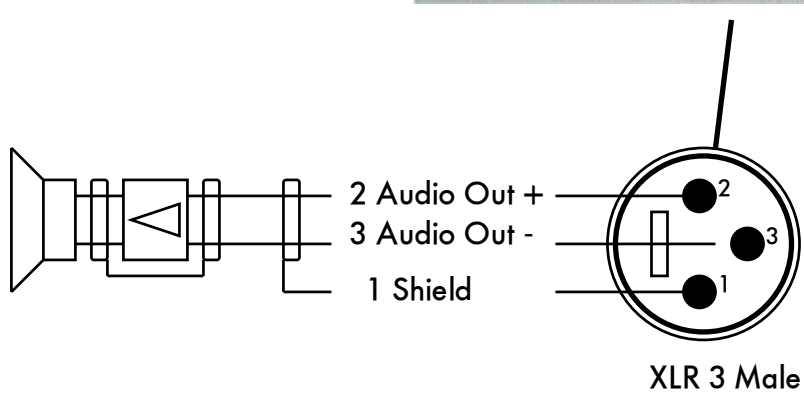 2 Audio Out +
2
3 Audio Out -
3
1 Shield
1
XLR 3 Male